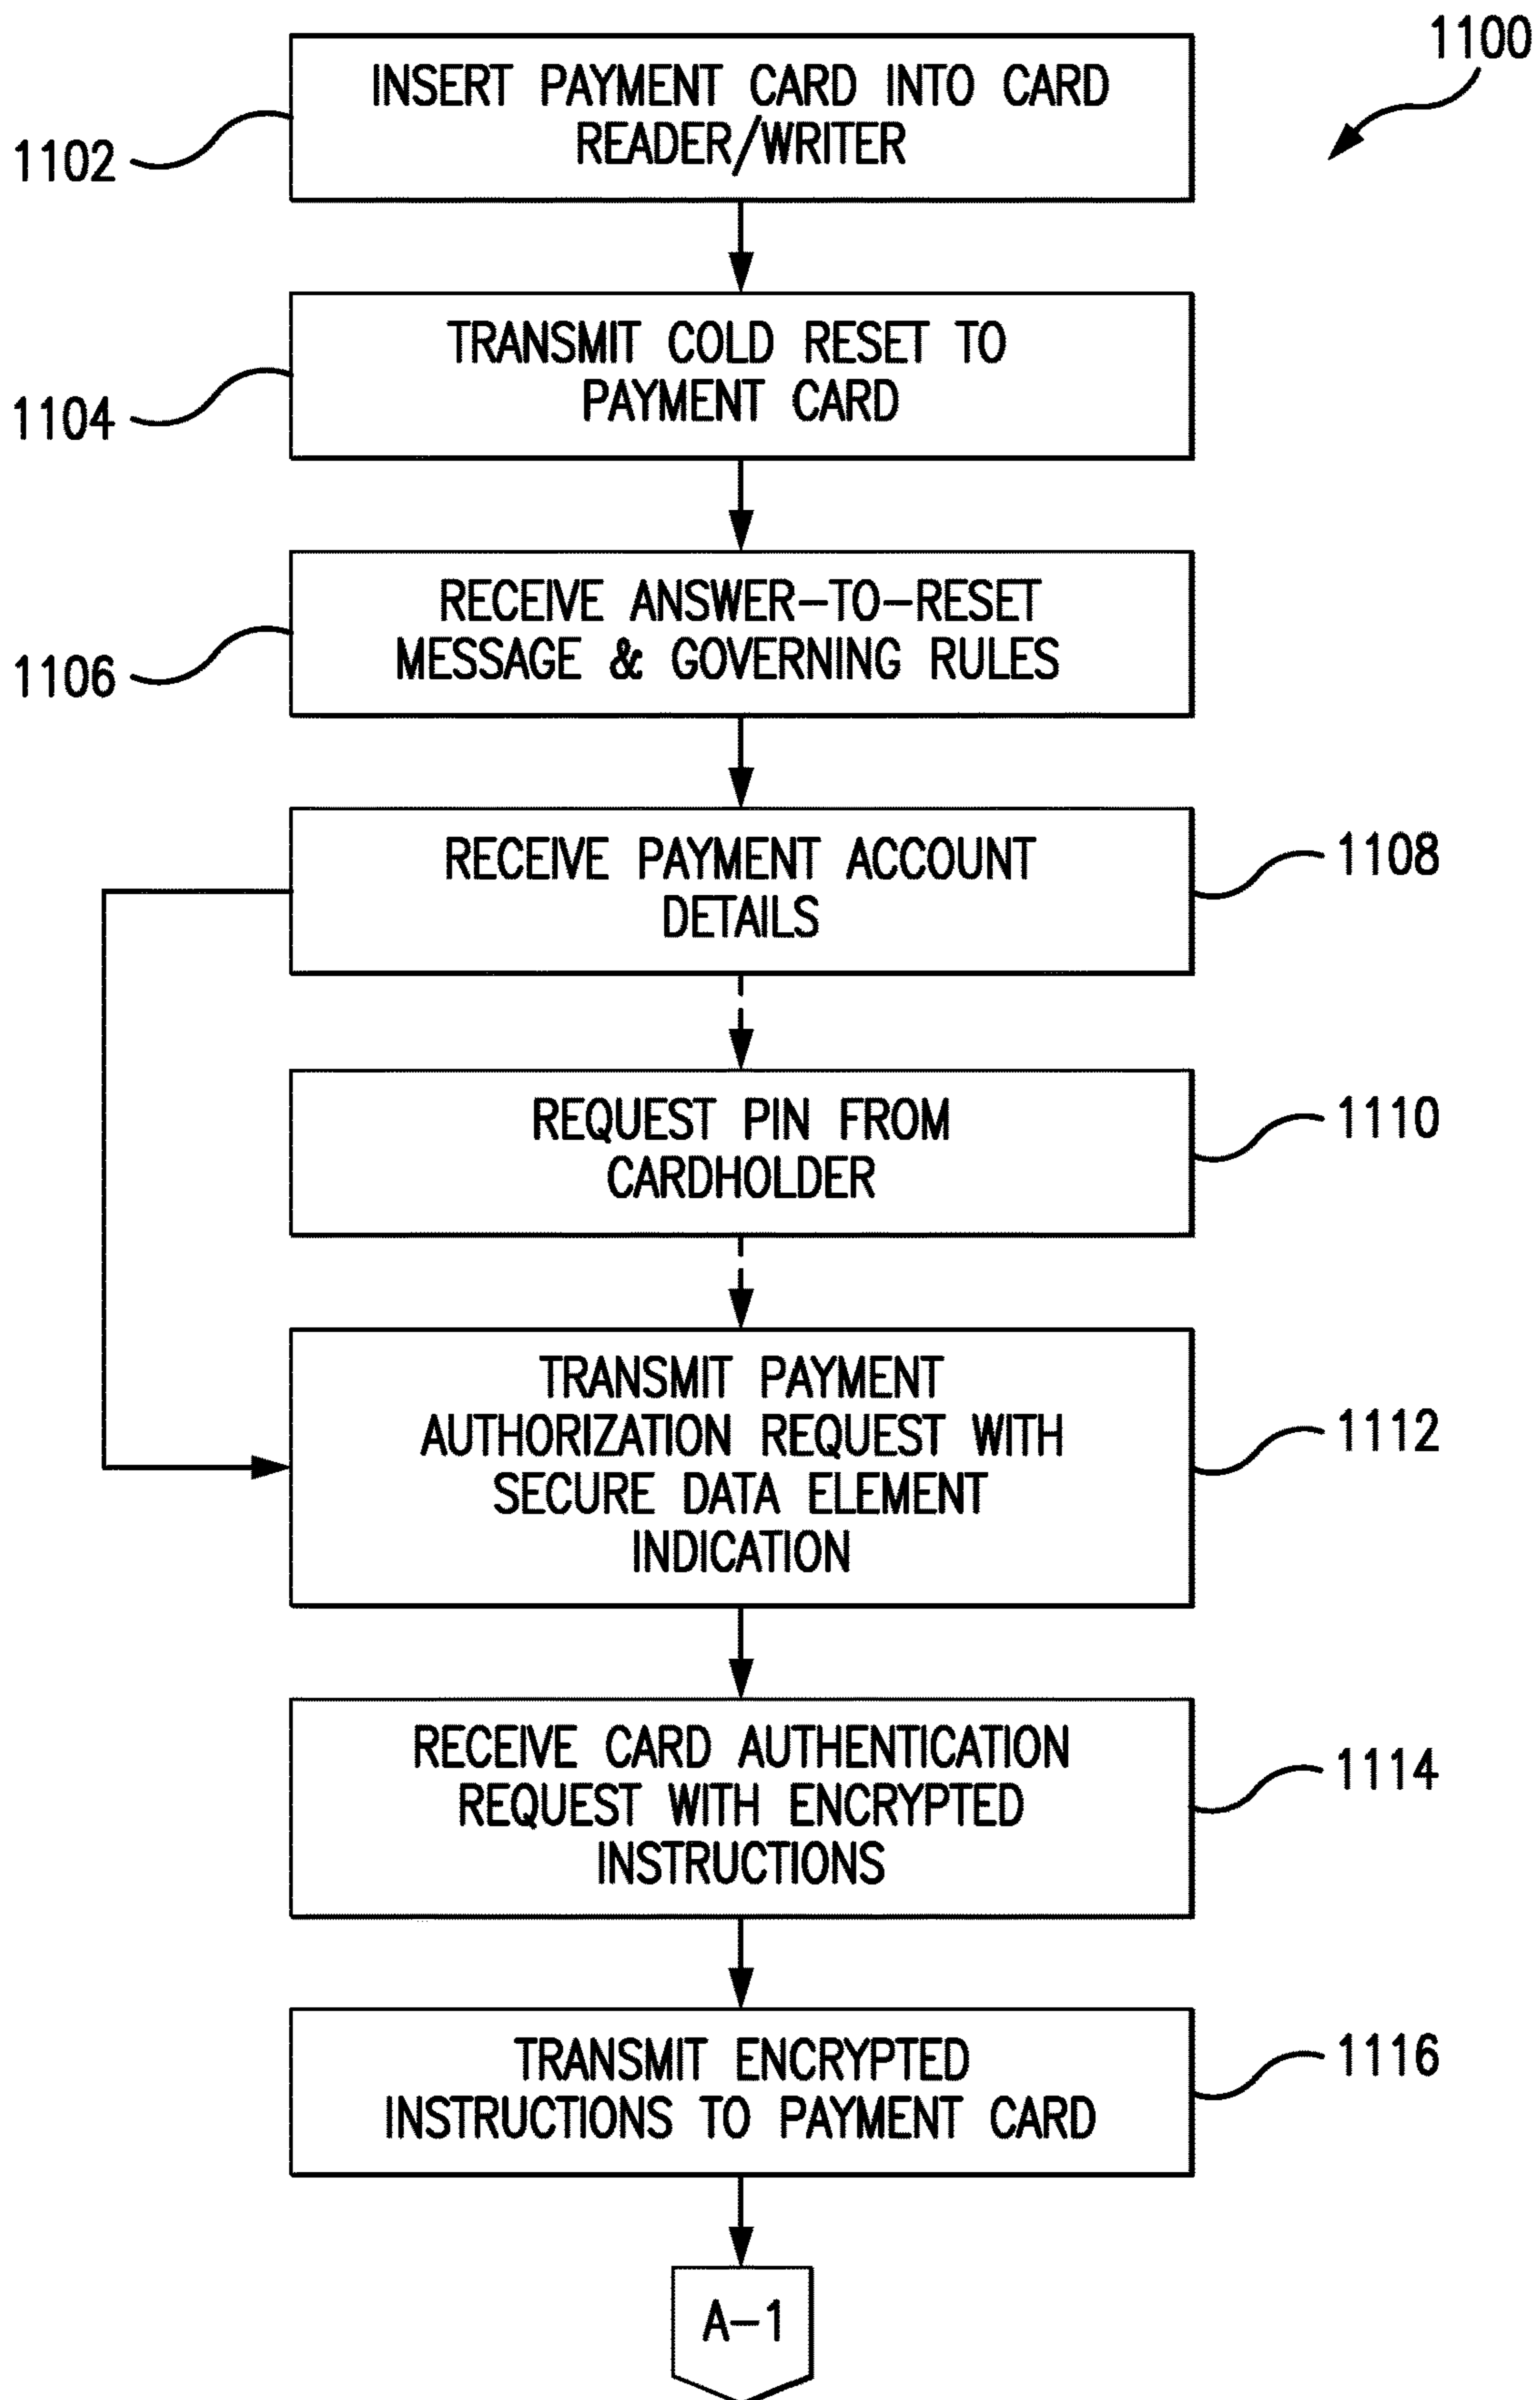 1100
INSERT PAYMENT CARD INTO CARD
READER/WRITER
1102
TRANSMIT COLD RESET TO
PAYMENT CARD
1104
RECEIVE ANSWER-TO-RESET
MESSAGE & GOVERNING RULES
1106
RECEIVE PAYMENT ACCOUNT
DETAILS
1108
REQUEST PIN FROM
CARDHOLDER
1110
TRANSMIT PAYMENT
AUTHORIZATION REQUEST WITH
SECURE DATA ELEMENT
INDICATION
1112
RECEIVE CARD AUTHENTICATION
REQUEST WITH ENCRYPTED
INSTRUCTIONS
1114
TRANSMIT ENCRYPTED
INSTRUCTIONS TO PAYMENT CARD
1116
A-1